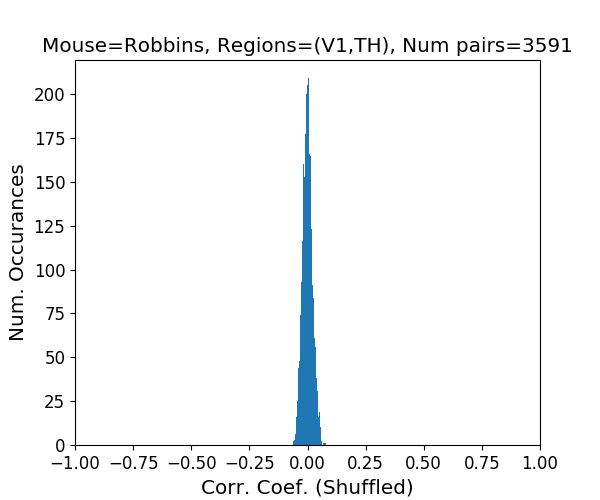 Mouse=Robbins, Regions=(V1,TH), Num pairs=3591
200
175
150
125
100
75
50
25
0
Num. Occurances
−1.00 −0.75 −0.50 −0.25 0.00 0.25 0.50 0.75 1.00
Corr. Coef. (Shuffled)